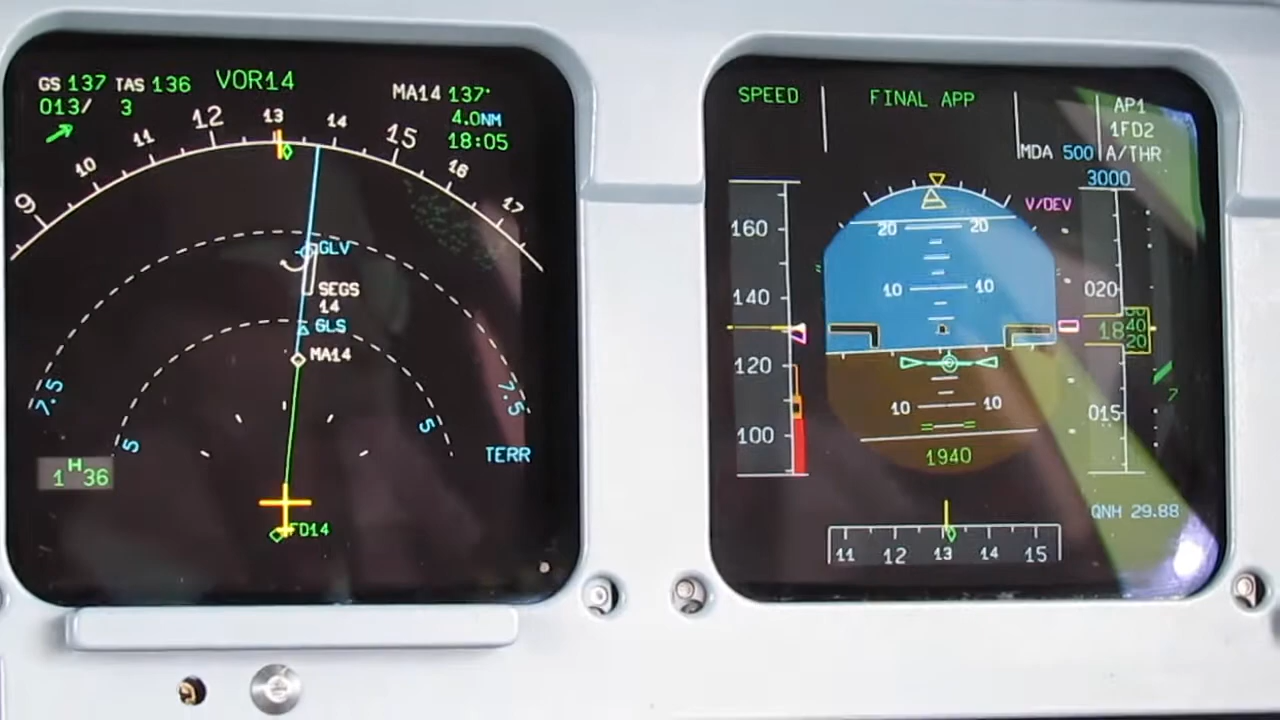 GS 137 TAS 136 VOR14 MA14 137°
013/ 3 4.0NM
18:05
9 10 11 12 13 14 15 16 17
GLV
SEGS
14
GLS
MA14
7.5 7.5
5 5
TERR
H
1 36
FD14
SPEED FINAL APP AP1
1FD2
MDA 500 A/THR
3000
V/DEV
160
20 20
10 10
140
020
18 40
20
120
7
10 10
015
100
1940
QNH 29.88
11 12 13 14 15